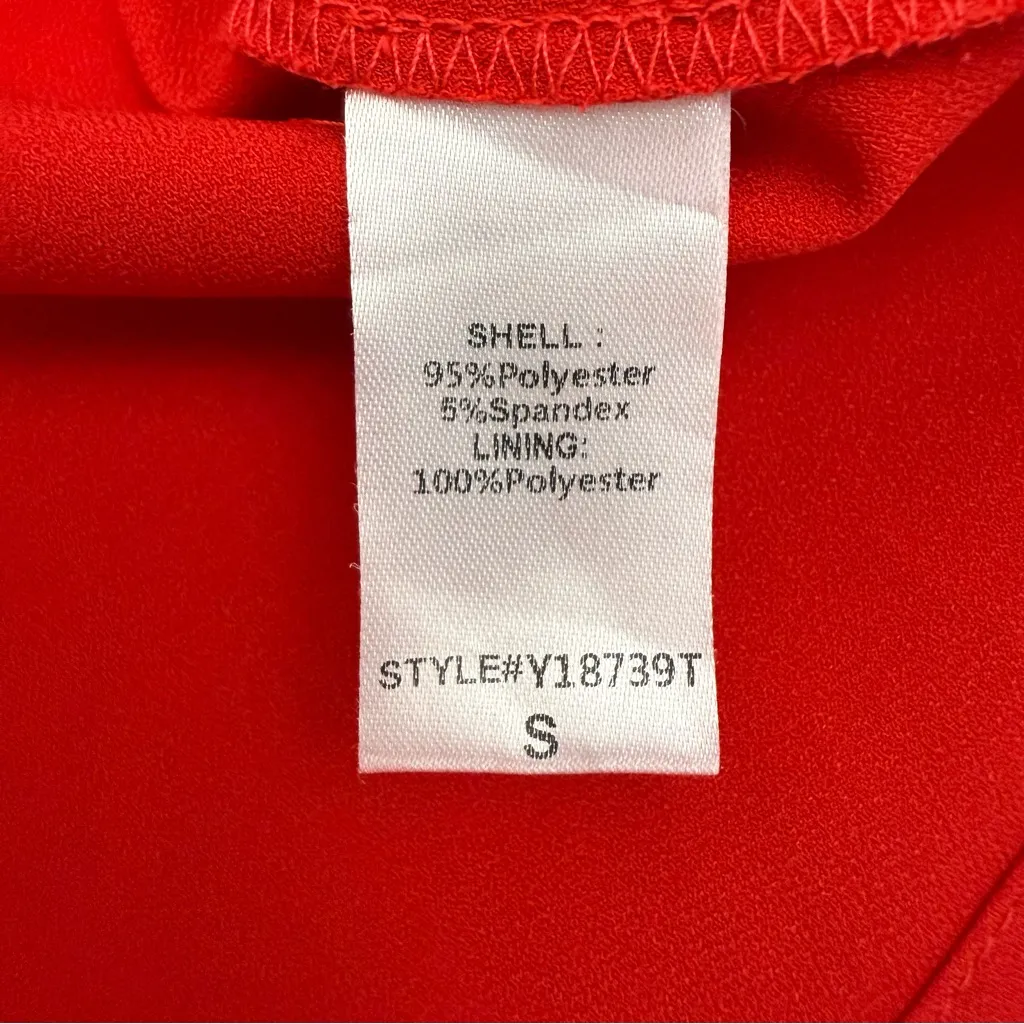 SHELL :
95%Polyester
5%Spandex
LINING:
100%Polyester
STYLE#Y18739T
S